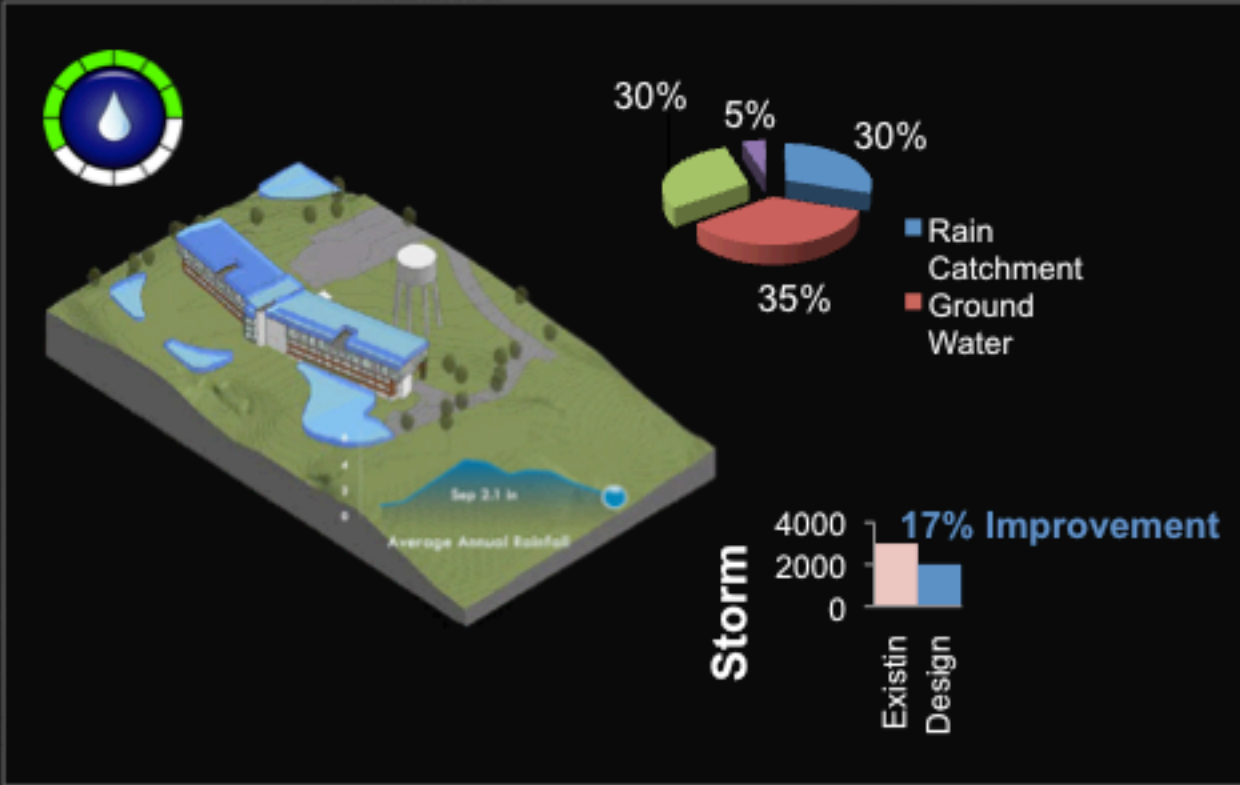 30%
5%
30%
Rain
Catchment
Ground
Water
35%
Sep 2.1 in
Average Annual Rainfall
0
17% Improvement
4000
2000
0
Storm
Existin
Design